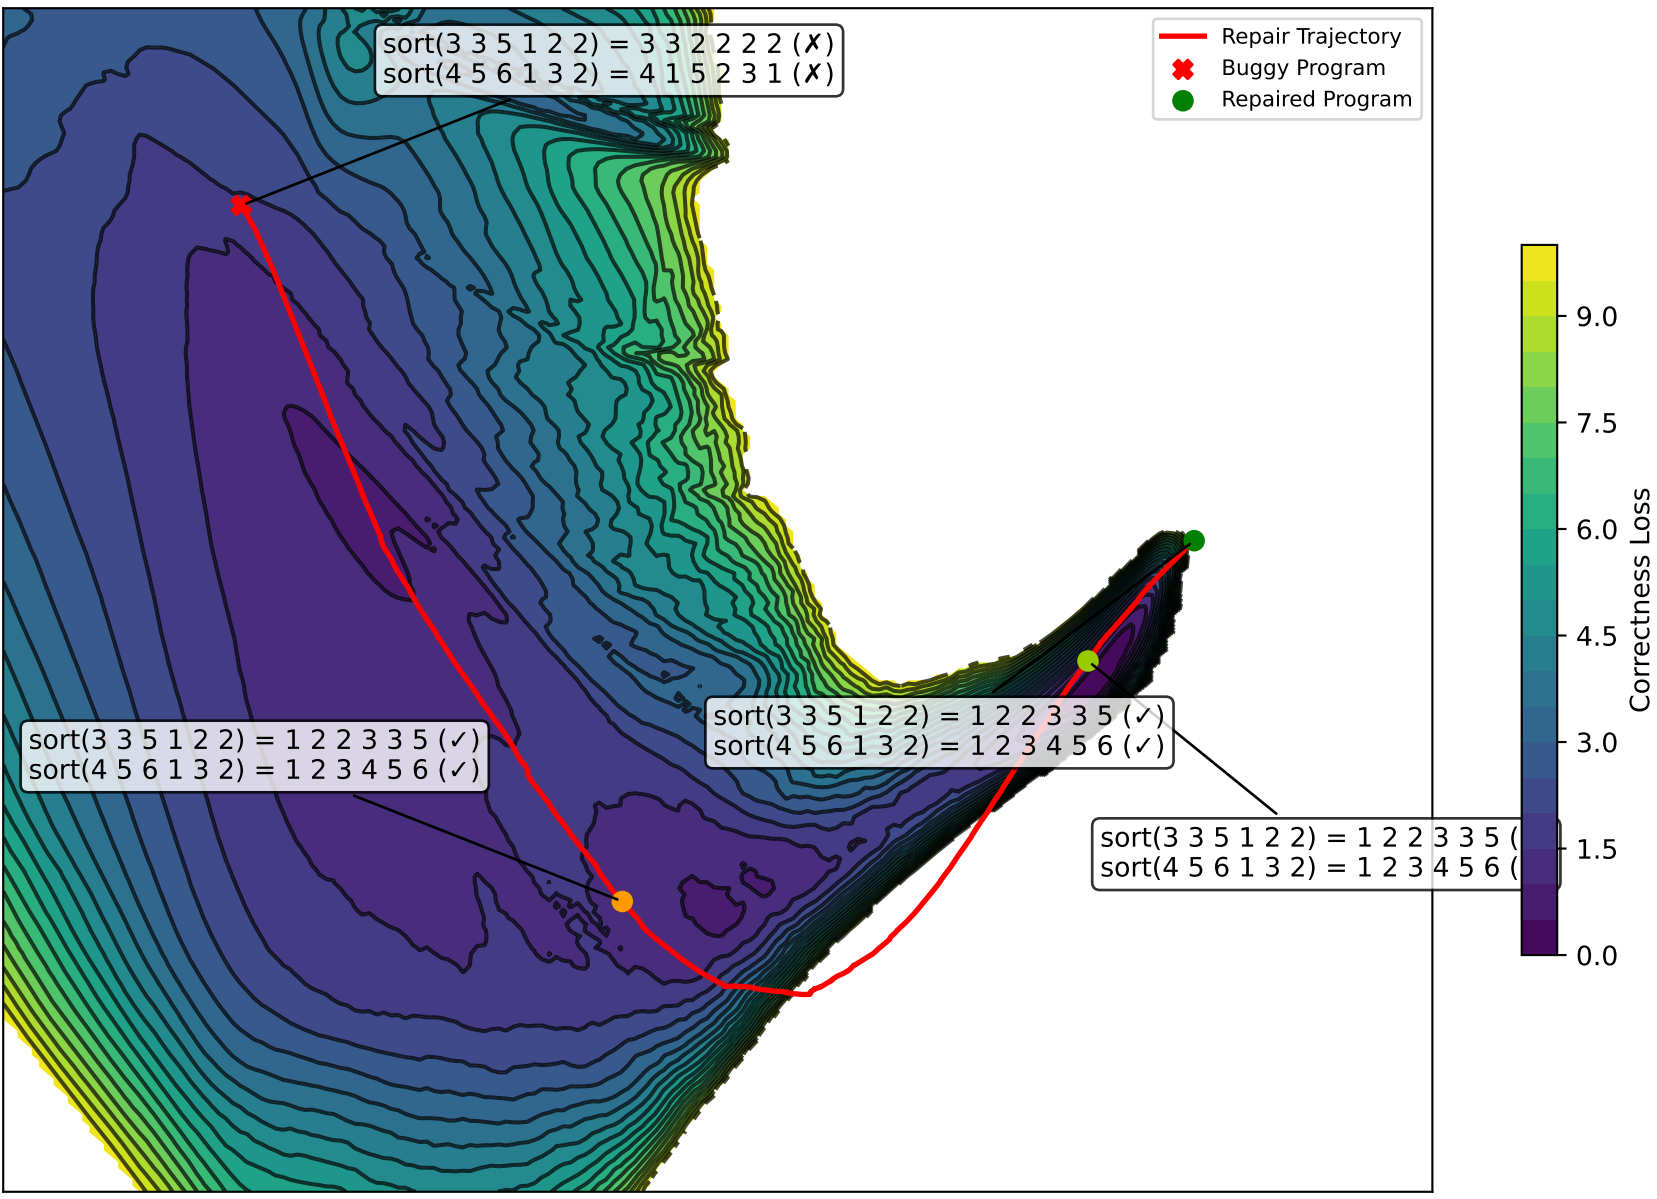 sort(3 3 5 1 2 2) = 3 3 2 2 2 2 (✗)
sort(4 5 6 1 3 2) = 4 1 5 2 3 1 (✗)
Repair Trajectory
Buggy Program
Repaired Program
sort(3 3 5 1 2 2) = 1 2 2 3 3 5 (✓)
sort(4 5 6 1 3 2) = 1 2 3 4 5 6 (✓)
sort(3 3 5 1 2 2) = 1 2 2 3 3 5 (✓)
sort(4 5 6 1 3 2) = 1 2 3 4 5 6 (✓)
sort(3 3 5 1 2 2) = 1 2 2 3 3 5 (
sort(4 5 6 1 3 2) = 1 2 3 4 5 6 (
9.0
7.5
6.0
4.5
3.0
1.5
0.0
Correctness Loss